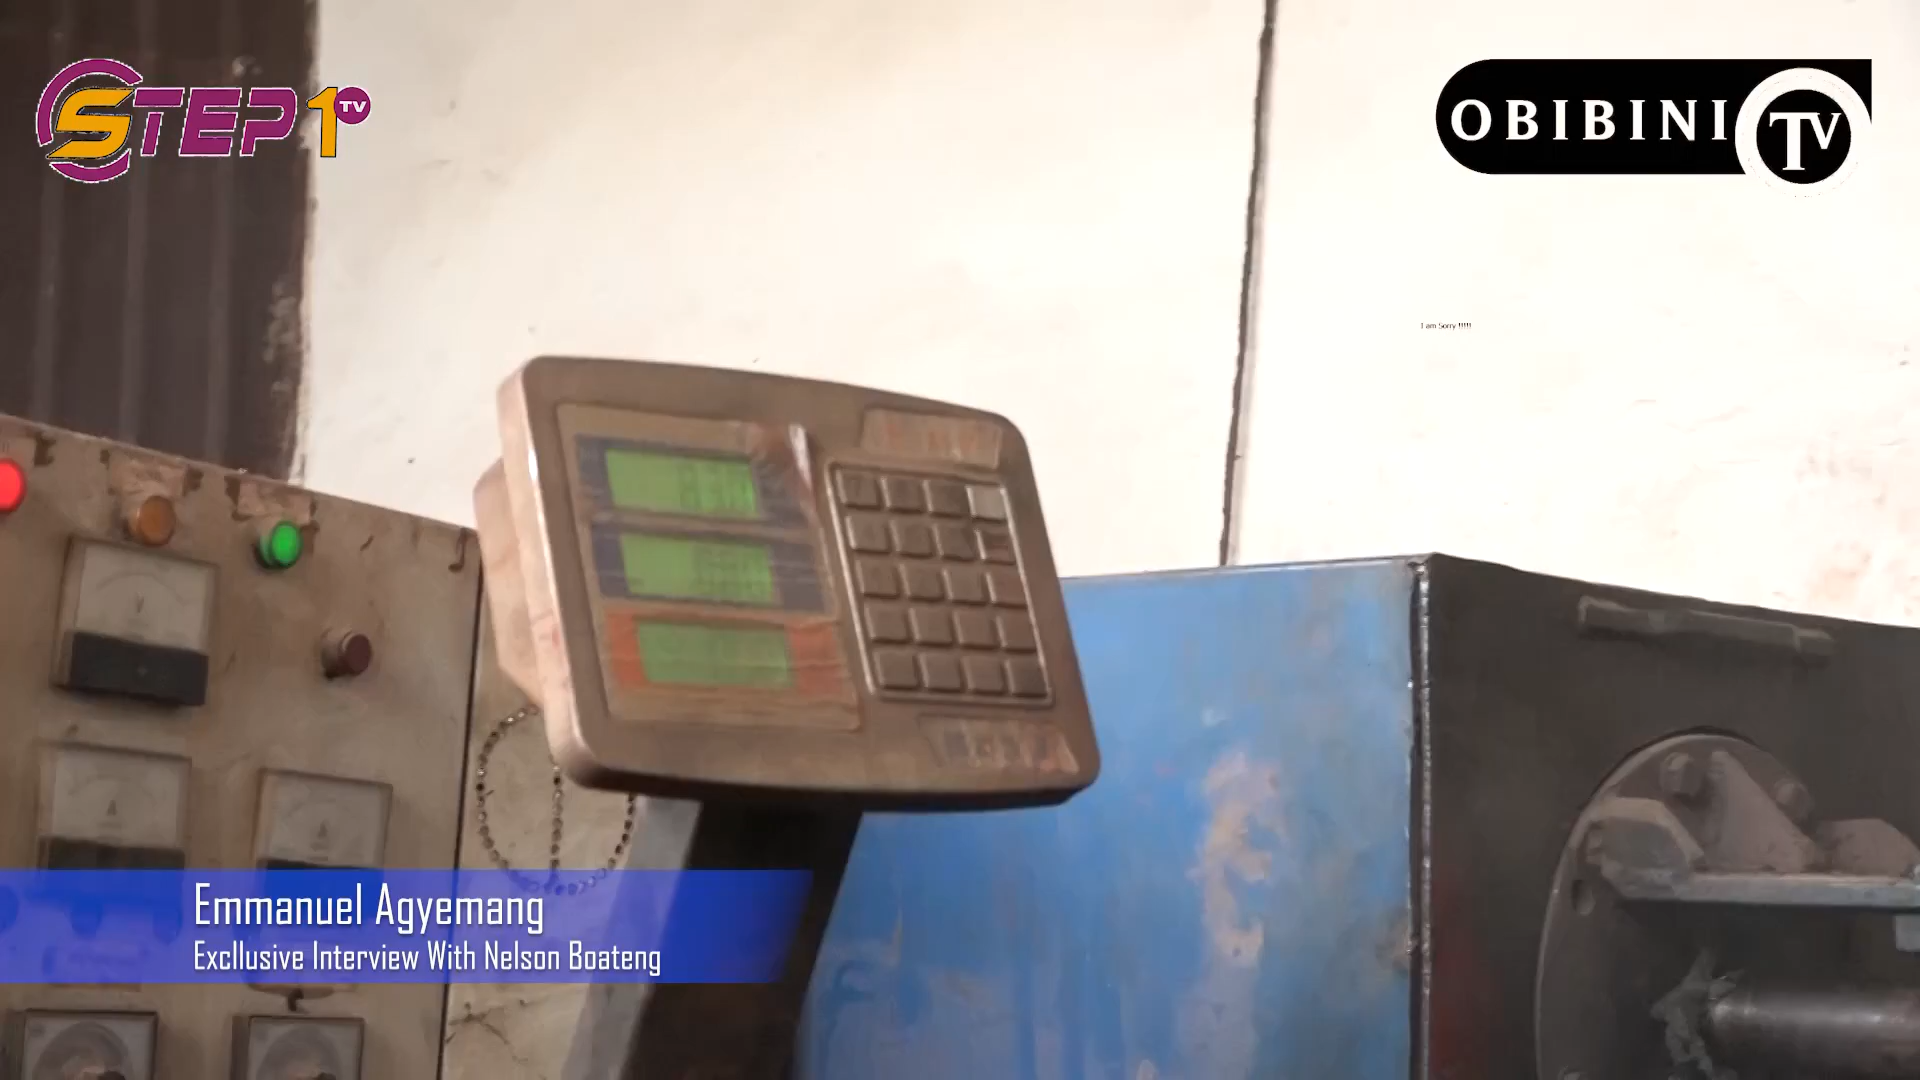 STEP 1 TV
OBIBINI TV
I am Sorry !!!!!
V
A
A
Emmanuel Agyemang
Excllusive Interview With Nelson Boateng